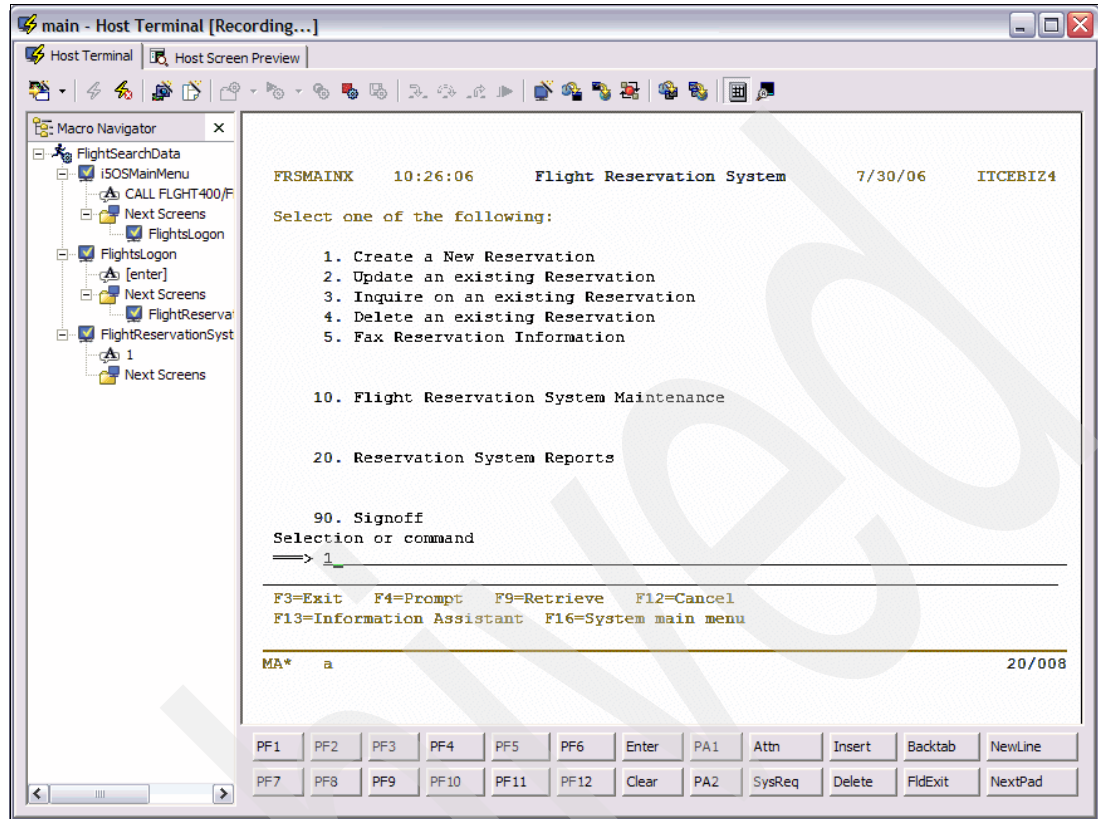 main - Host Terminal [Recording...]
Host Terminal
Host Screen Preview
Macro Navigator
FlightSearchData
i5OSMainMenu
CALL FLGHT400/F
Next Screens
FlightsLogon
FlightsLogon
[enter]
Next Screens
FlightReserva
FlightReservationSyst
1
Next Screens
FRSMAINX 10:26:06 Flight Reservation System 7/30/06 ITCEBIZ4
Select one of the following:
1. Create a New Reservation
2. Update an existing Reservation
3. Inquire on an existing Reservation
4. Delete an existing Reservation
5. Fax Reservation Information
10. Flight Reservation System Maintenance
20. Reservation System Reports
90. Signoff
Selection or command
===> 1
F3=Exit F4=Prompt F9=Retrieve F12=Cancel
F13=Information Assistant F16=System main menu
MA* a 20/008
PF1 PF2 PF3 PF4 PF5 PF6 Enter PA1 Attn Insert Backtab NewLine
PF7 PF8 PF9 PF10 PF11 PF12 Clear PA2 SysReq Delete FldExit NextPad